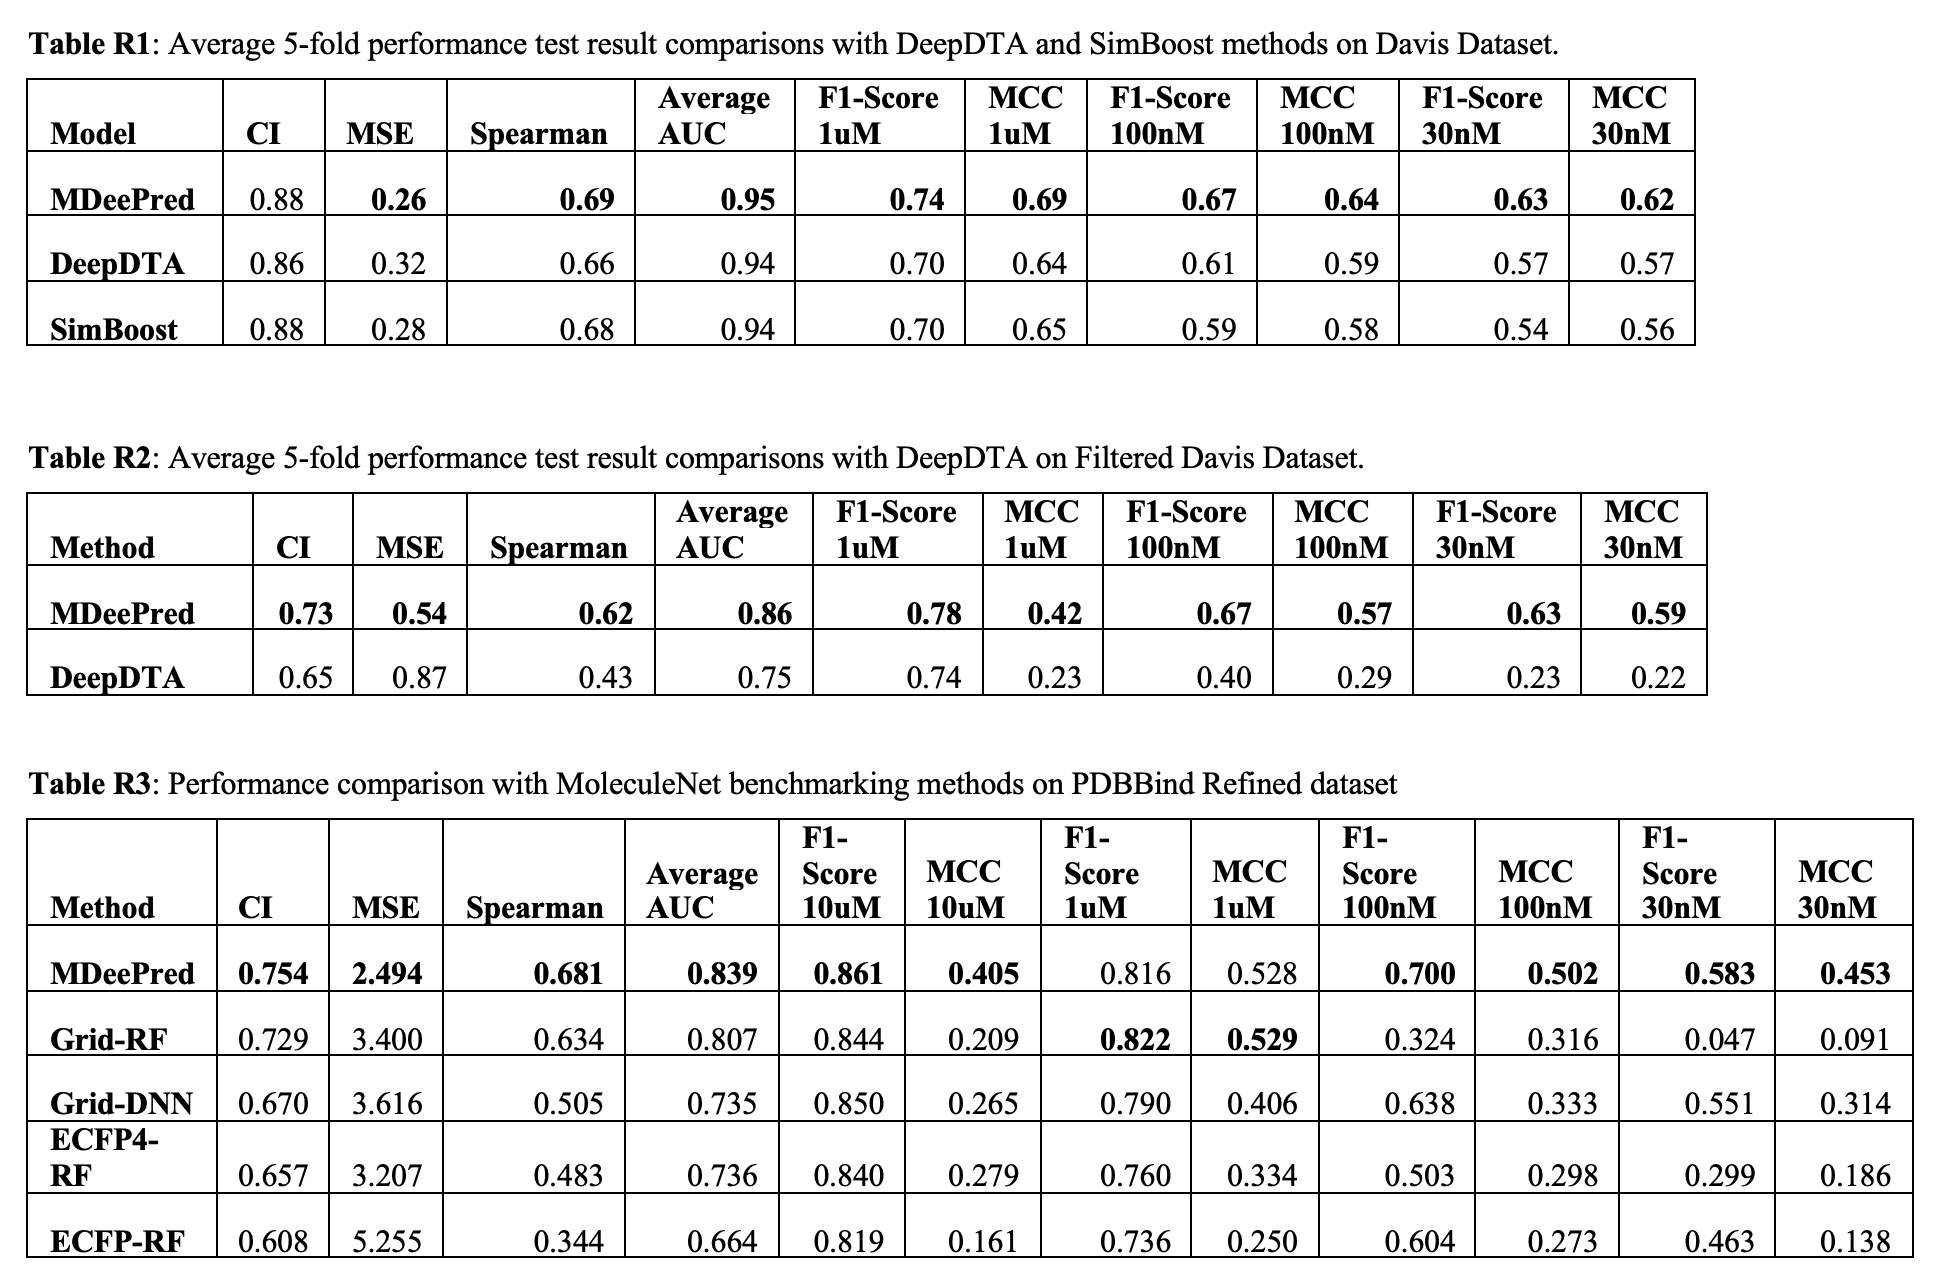 Table R1: Average 5-fold performance test result comparisons with DeepDTA and SimBoost methods on Davis Dataset.
Model CI MSE Spearman Average AUC F1-Score 1uM MCC 1uM F1-Score 100nM MCC 100nM F1-Score 30nM MCC 30nM
MDeePred 0.88 0.26 0.69 0.95 0.74 0.69 0.67 0.64 0.63 0.62
DeepDTA 0.86 0.32 0.66 0.94 0.70 0.64 0.61 0.59 0.57 0.57
SimBoost 0.88 0.28 0.68 0.94 0.70 0.65 0.59 0.58 0.54 0.56
Table R2: Average 5-fold performance test result comparisons with DeepDTA on Filtered Davis Dataset.
Method CI MSE Spearman Average AUC F1-Score 1uM MCC 1uM F1-Score 100nM MCC 100nM F1-Score 30nM MCC 30nM
MDeePred 0.73 0.54 0.62 0.86 0.78 0.42 0.67 0.57 0.63 0.59
DeepDTA 0.65 0.87 0.43 0.75 0.74 0.23 0.40 0.29 0.23 0.22
Table R3: Performance comparison with MoleculeNet benchmarking methods on PDBBind Refined dataset
Method CI MSE Spearman Average AUC F1-Score 10uM MCC 10uM F1-Score 1uM MCC 1uM F1-Score 100nM MCC 100nM F1-Score 30nM MCC 30nM
MDeePred 0.754 2.494 0.681 0.839 0.861 0.405 0.816 0.528 0.700 0.502 0.583 0.453
Grid-RF 0.729 3.400 0.634 0.807 0.844 0.209 0.822 0.529 0.324 0.316 0.047 0.091
Grid-DNN 0.670 3.616 0.505 0.735 0.850 0.265 0.790 0.406 0.638 0.333 0.551 0.314
ECFP4-RF 0.657 3.207 0.483 0.736 0.840 0.279 0.760 0.334 0.503 0.298 0.299 0.186
ECFP-RF 0.608 5.255 0.344 0.664 0.819 0.161 0.736 0.250 0.604 0.273 0.463 0.138